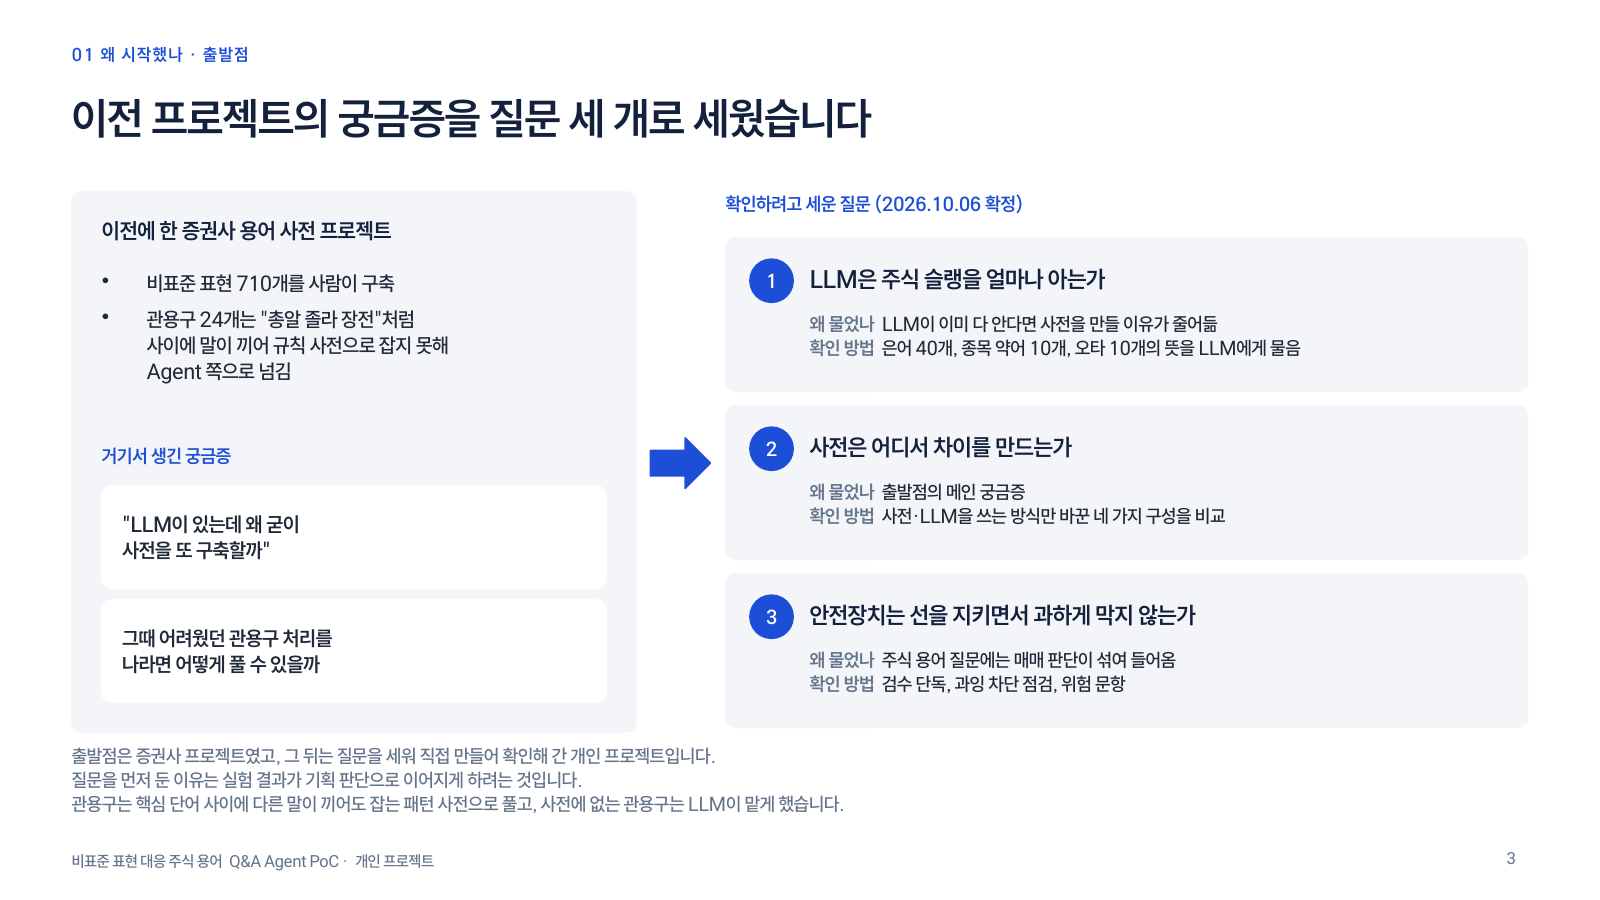 01 왜 시작했나 · 출발점
이전 프로젝트의 궁금증을 질문 세 개로 세웠습니다
이전에 한 증권사 용어 사전 프로젝트
• 비표준 표현 710개를 사람이 구축
• 관용구 24개는 "총알 졸라 장전"처럼
사이에 말이 끼어 규칙 사전으로 잡지 못해
Agent 쪽으로 넘김
거기서 생긴 궁금증
"LLM이 있는데 왜 굳이
사전을 또 구축할까"
그때 어려웠던 관용구 처리를
나라면 어떻게 풀 수 있을까
확인하려고 세운 질문 (2026.10.06 확정)
1 LLM은 주식 슬랭을 얼마나 아는가
왜 물었나 LLM이 이미 다 안다면 사전을 만들 이유가 줄어듦
확인 방법 은어 40개, 종목 약어 10개, 오타 10개의 뜻을 LLM에게 물음
2 사전은 어디서 차이를 만드는가
왜 물었나 출발점의 메인 궁금증
확인 방법 사전·LLM을 쓰는 방식만 바꾼 네 가지 구성을 비교
3 안전장치는 선을 지키면서 과하게 막지 않는가
왜 물었나 주식 용어 질문에는 매매 판단이 섞여 들어옴
확인 방법 검수 단독, 과잉 차단 점검, 위험 문항
출발점은 증권사 프로젝트였고, 그 뒤는 질문을 세워 직접 만들어 확인해 간 개인 프로젝트입니다.
질문을 먼저 둔 이유는 실험 결과가 기획 판단으로 이어지게 하려는 것입니다.
관용구는 핵심 단어 사이에 다른 말이 끼어도 잡는 패턴 사전으로 풀고, 사전에 없는 관용구는 LLM이 맡게 했습니다.
비표준 표현 대응 주식 용어 Q&A Agent PoC · 개인 프로젝트
3